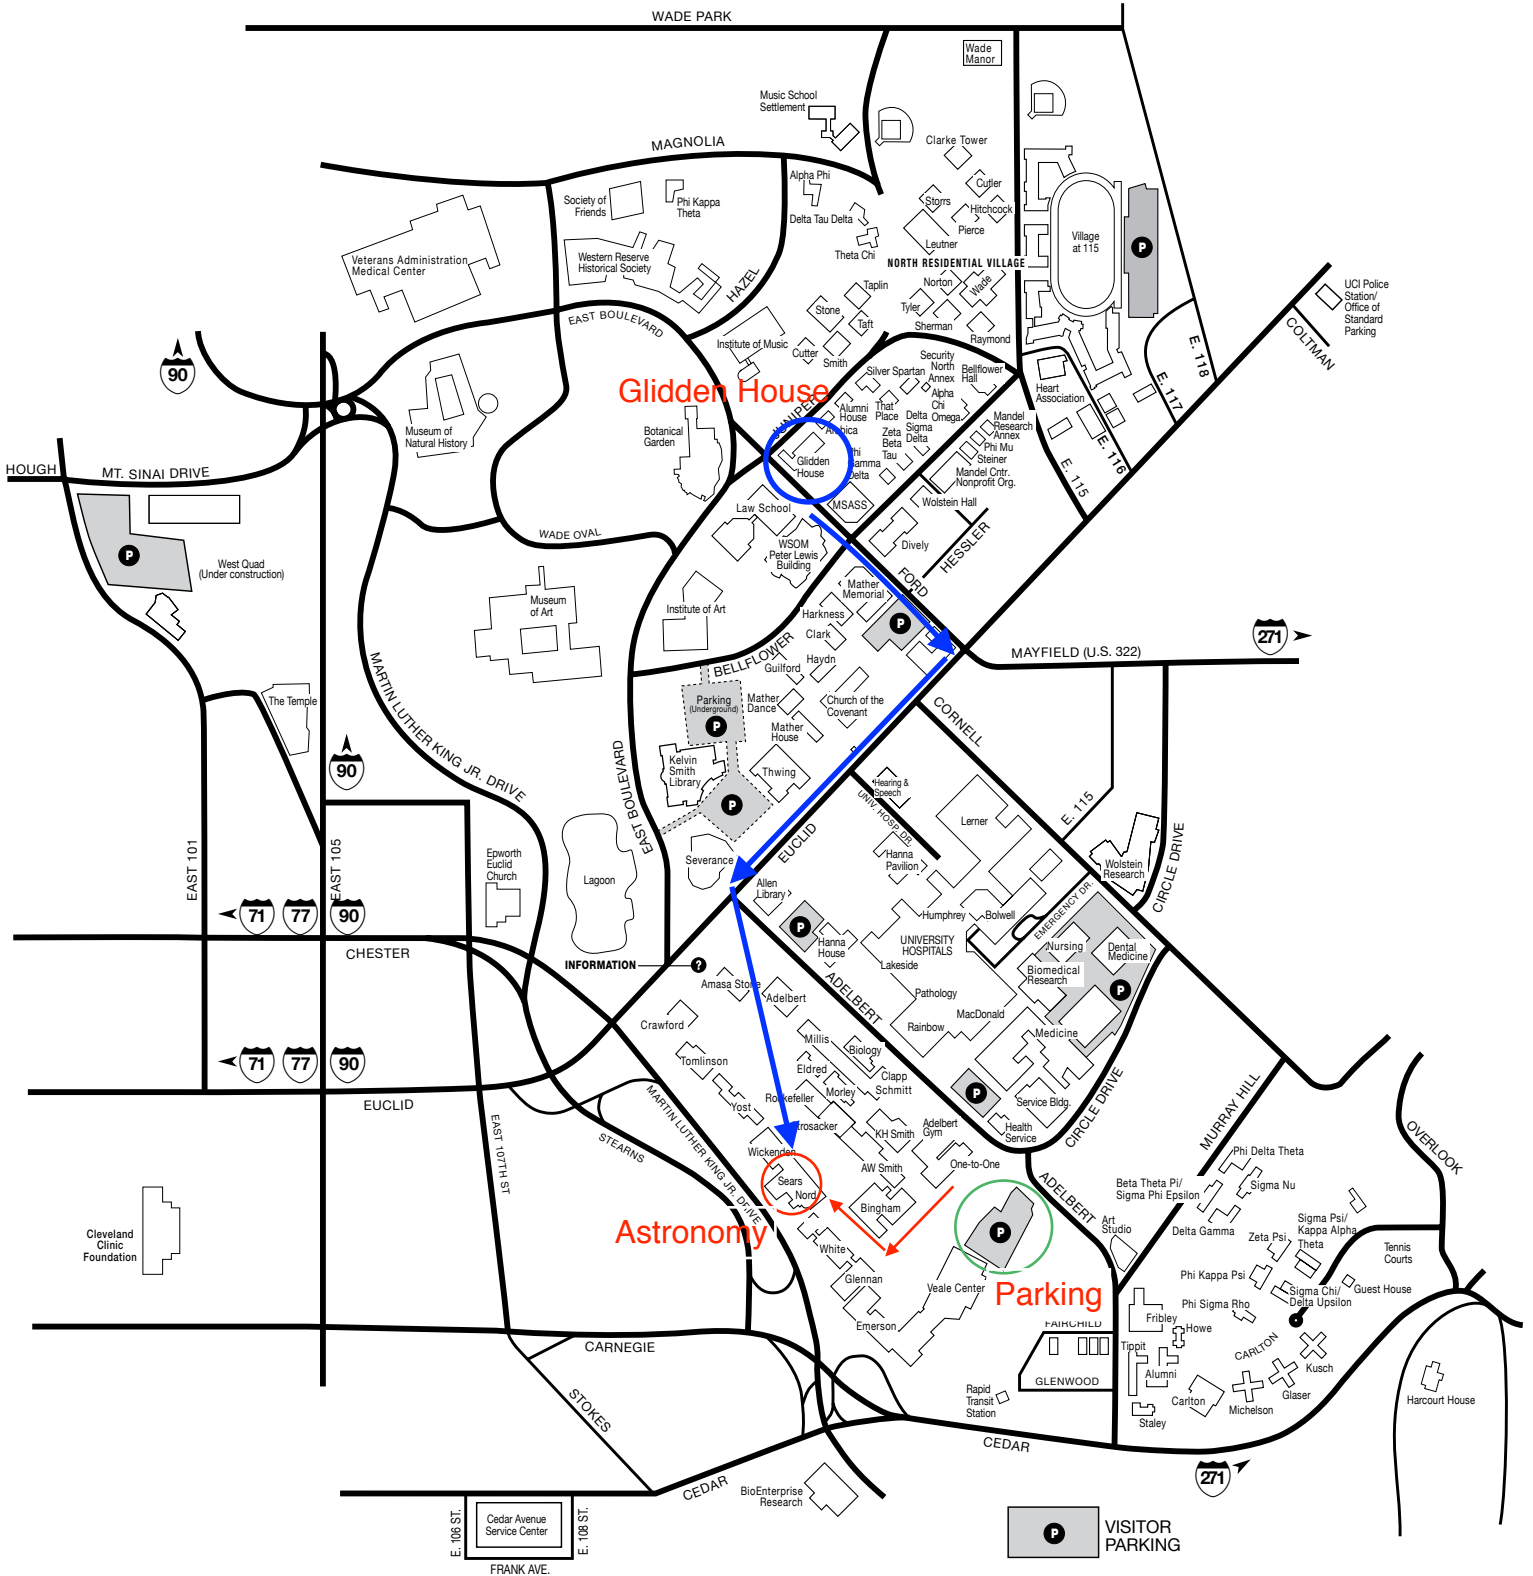 WADE PARK
Wade
Manor
Music School
Settlement
MAGNOLIA
Clarke Tower
Alpha Phi
Cutler
Society of
Friends
Phi Kappa
Theta
Storrs
Hitchcock
Delta Tau Delta
Pierce
Leutner
Theta Chi
Village
at 115
P
Veterans Administration
Medical Center
Western Reserve
Historical Society
NORTH RESIDENTIAL VILLAGE
HAZEL
Norton
Wade
Taplin
Tyler
Stone
Sherman
Taft
Raymond
UCI Police
Station/
Office of
Standard
Parking
COLTMAN
EAST BOULEVARD
Institute of Music
Cutter
Smith
E. 118
E. 117
90
Security
North
Annex
Bellflower
Hall
Silver Spartan
Alpha
Chi
Omega
Heart
Association
Glidden House
JUNIPER
Alumni
House
That
Place
Delta
Sigma
Delta
Arabica
Zeta
Beta
Tau
Mandel
Research
Annex
Phi Mu
Steiner
Museum of
Natural History
Botanical
Garden
Glidden
House
Phi
Gamma
Delta
Mandel Cntr.
Nonprofit Org.
E. 116
E. 115
HOUGH
MT. SINAI DRIVE
Law School
MSASS
Wolstein Hall
HESSLER
Dively
WADE OVAL
WSOM
Peter Lewis
Building
P
West Quad
(Under construction)
FORD
Museum
of Art
Institute of Art
Mather
Memorial
Harkness
P
Clark
271
MAYFIELD (U.S. 322)
BELLFLOWER
Guilford
Haydn
MARTIN LUTHER KING JR. DRIVE
The Temple
Parking
(Underground)
P
Mather
Dance
Church of the
Covenant
Mather
House
CORNELL
90
EAST BOULEVARD
Kelvin
Smith
Library
Thwing
P
Hearing &
Speech
UNIV. HOSP. DR.
E. 115
Lerner
EUCLID
Hanna
Pavilion
Severance
Wolstein
Research
CIRCLE DRIVE
EAST 101
EAST 105
Epworth
Euclid
Church
Lagoon
Allen
Library
EMERGENCY DR.
71
77
90
P
Humphrey
Bolwell
CHESTER
Hanna
House
UNIVERSITY
HOSPITALS
Nursing
Dental
Medicine
INFORMATION
?
Lakeside
Biomedical
Research
P
Amasa Stone
Adelbert
ADELBERT
Pathology
MacDonald
Crawford
Rainbow
Medicine
Millis
Biology
71
77
90
Tomlinson
Eldred
Clapp
Morley
Schmitt
P
Rockefeller
Service Bldg.
EUCLID
Yost
Strosacker
KH Smith
Adelbert
Gym
Health
Service
CIRCLE DRIVE
MURRAY HILL
STEARNS
EAST 107TH ST
MARTIN LUTHER KING JR. DRIVE
Wickenden
AW Smith
One-to-One
ADELBERT
OVERLOOK
Sears
Nord
Bingham
Phi Delta Theta
Beta Theta Pi/
Sigma Phi Epsilon
Sigma Nu
Astronomy
P
Art
Studio
Delta Gamma
Sigma Psi/
Kappa Alpha
Theta
Zeta Psi
Cleveland
Clinic
Foundation
White
Glennan
Veale Center
Parking
Tennis
Courts
Phi Kappa Psi
Guest House
Sigma Chi/
Delta Upsilon
Phi Sigma Rho
Emerson
FAIRCHILD
Fribley
Howe
CARLTON
CARNEGIE
Tippit
Kusch
GLENWOOD
Alumni
Glaser
STOKES
Rapid
Transit
Station
Carlton
Michelson
Harcourt House
Staley
CEDAR
271
CEDAR
BioEnterprise
Research
E. 106 ST.
Cedar Avenue
Service Center
E. 108 ST.
FRANK AVE.
P
VISITOR
PARKING